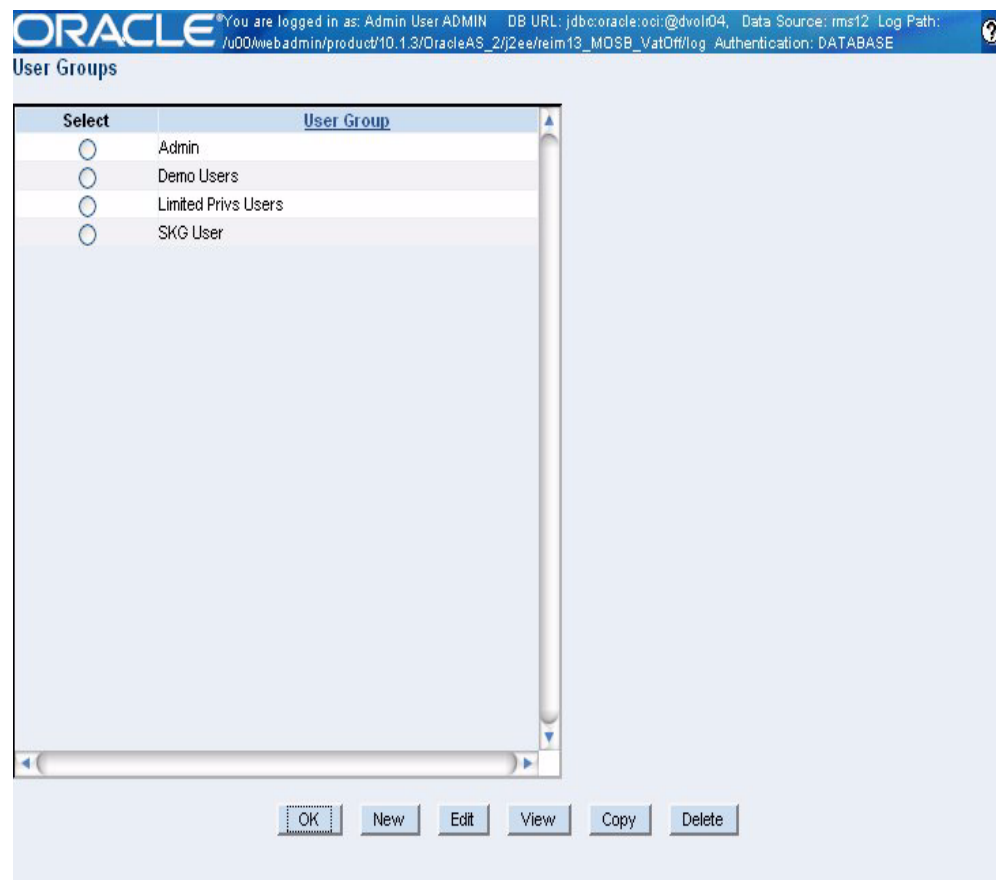 ORACLE You are logged in as: Admin User ADMIN DB URL: jdbc:oracle:oci:@dvolr04, Data Source: rms12 Log Path:
/u00/webadmin/product/10.1.3/OracleAS_2/j2ee/reim13_MOSB_VatOff/log Authentication: DATABASE
?
User Groups
Select User Group
Admin
Demo Users
Limited Privs Users
SKG User
OK New Edit View Copy Delete